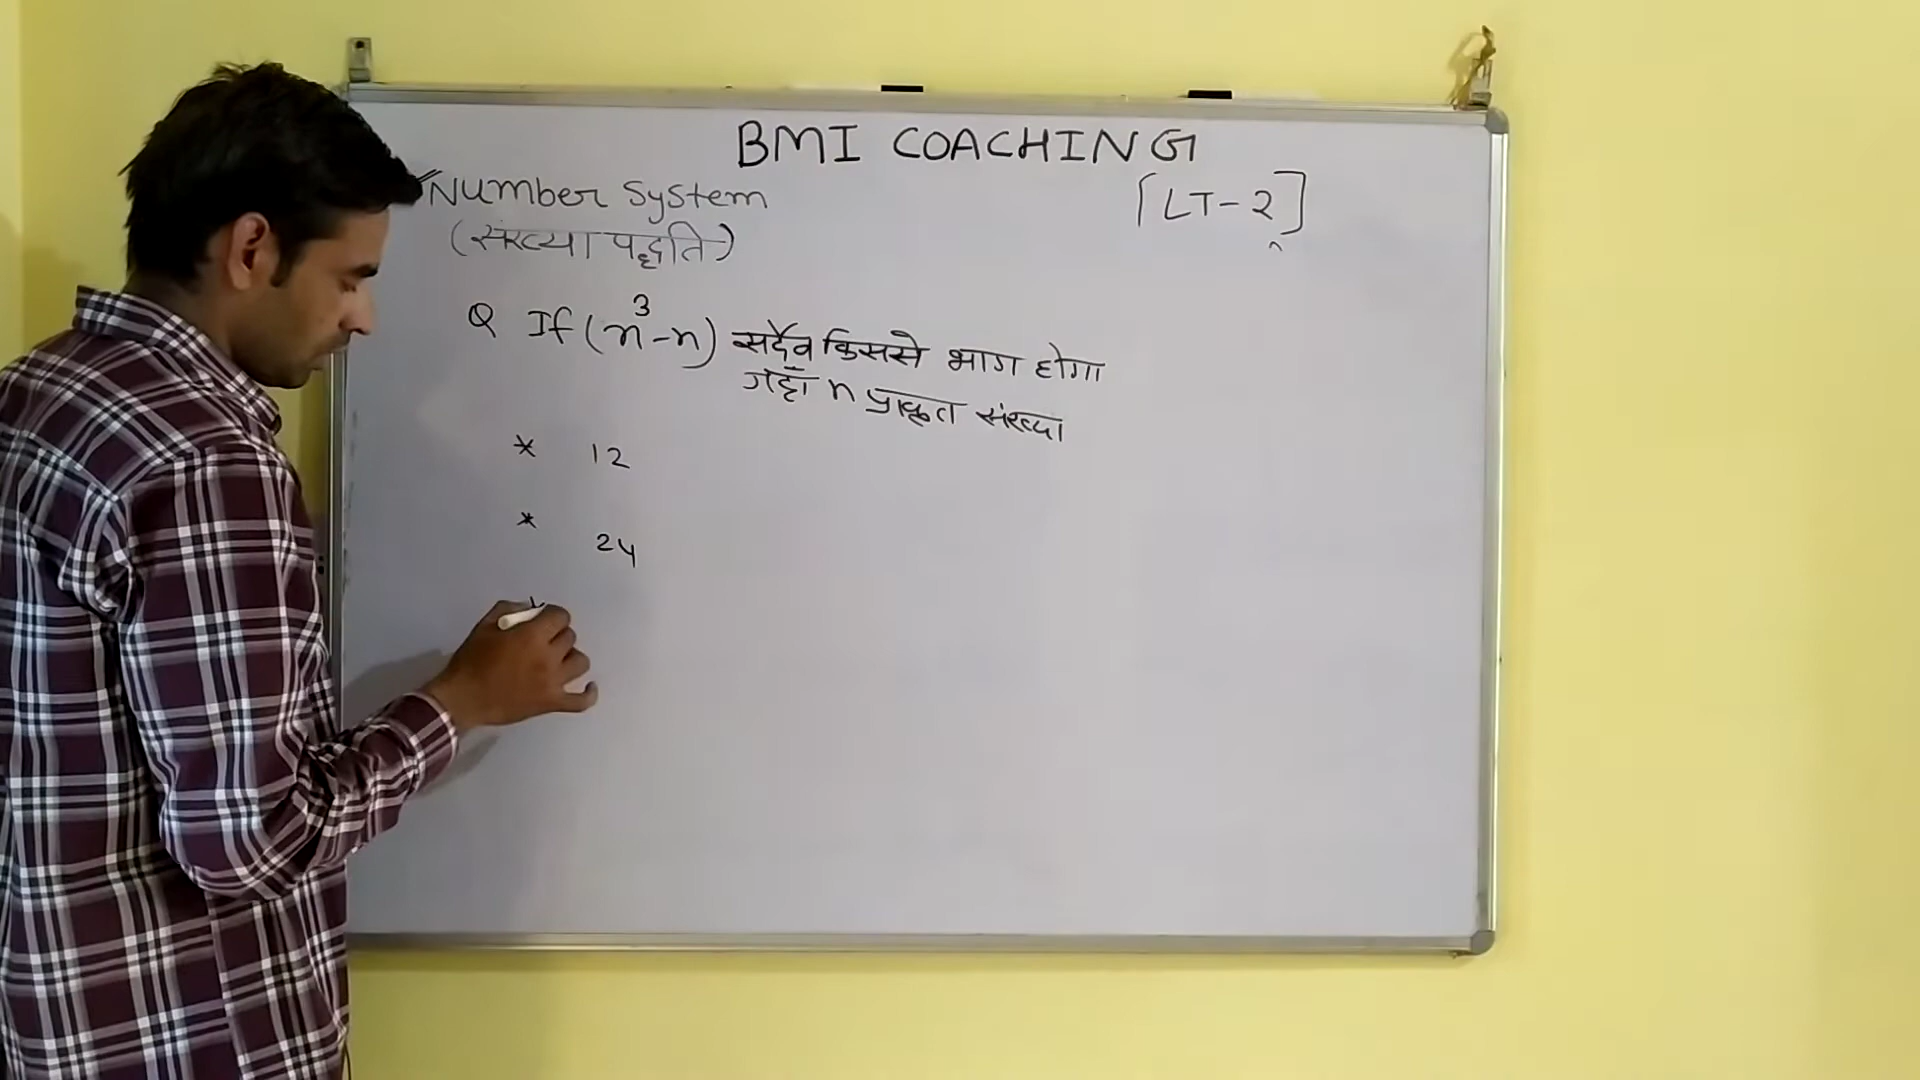 BMI COACHING
Number System
[LT-2]
(संख्या पद्धति)
Q If (n³-n) सदैव किससे भाग होगा
जहाँ n प्राकृत संख्या
* 12
* 24